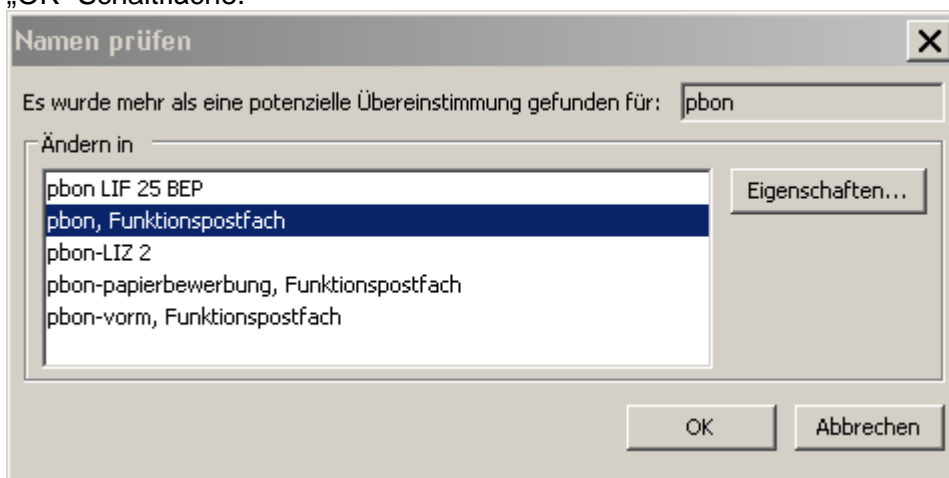 „OK“ Schaltfläche.
Namen prüfen
Es wurde mehr als eine potenzielle Übereinstimmung gefunden für: pbon
Ändern in
pbon LIF 25 BEP
pbon, Funktionspostfach
pbon-LIZ 2
pbon-papierbewerbung, Funktionspostfach
pbon-vorm, Funktionspostfach
Eigenschaften...
OK
Abbrechen